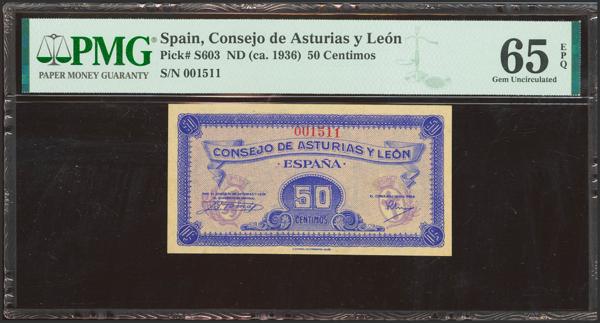 PMG
PAPER MONEY GUARANTY
Spain, Consejo de Asturias y León
Pick# S603 ND (ca. 1936) 50 Centimos
S/N 001511
65 EPQ
Gem Uncirculated
50 50
001511
CONSEJO DE ASTURIAS Y LEÓN
· ESPAÑA ·
50
CENTIMOS
50 50